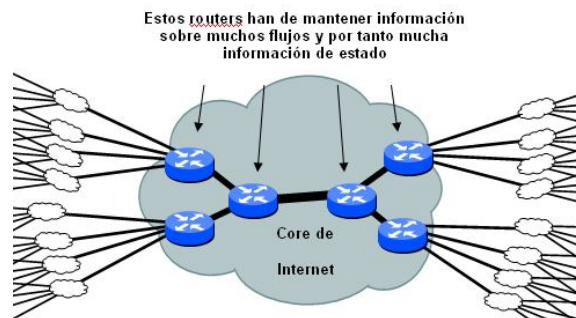 Estos routers han de mantener información
sobre muchos flujos y por tanto mucha
información de estado
Core de
Internet